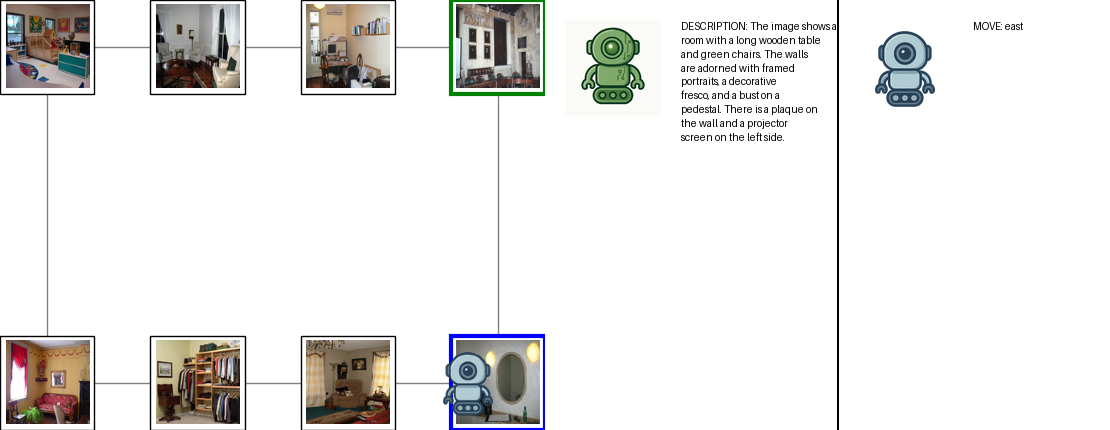 DESCRIPTION: The image shows a
room with a long wooden table
and green chairs. The walls
are adorned with framed
portraits, a decorative
fresco, and a bust on a
pedestal. There is a plaque on
the wall and a projector
screen on the left side.
MOVE: east